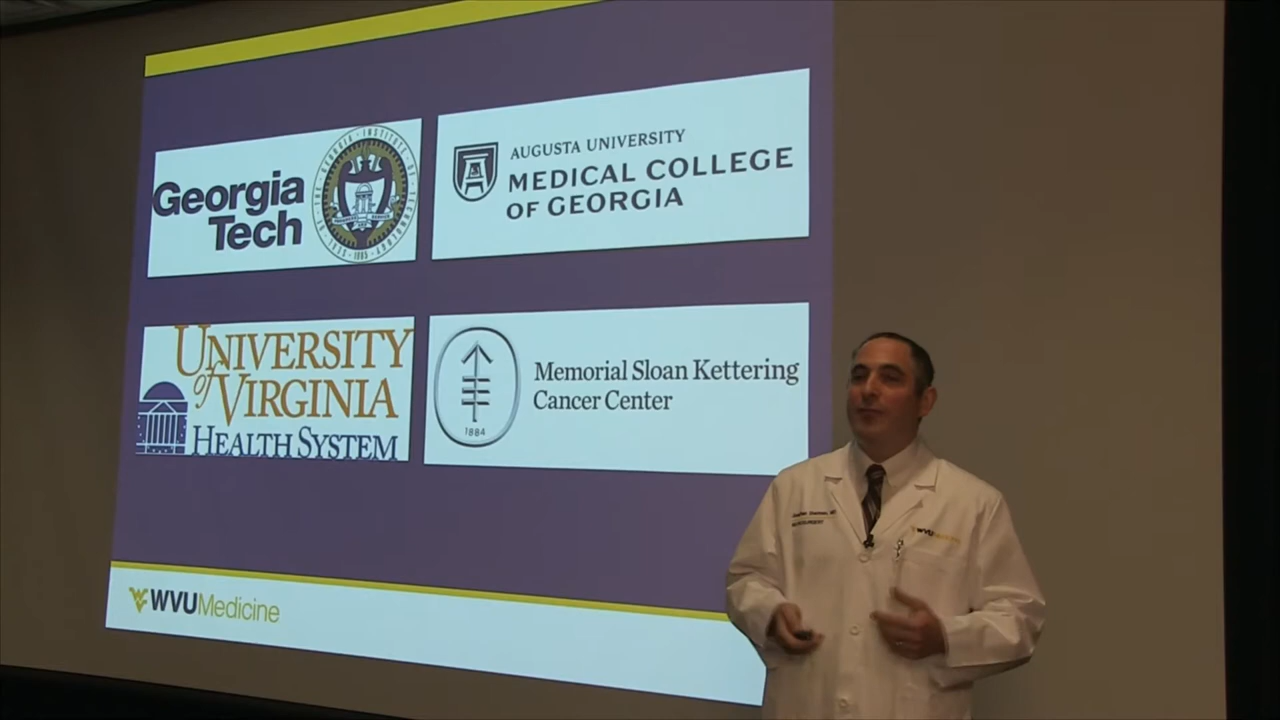 Georgia
Tech
AUGUSTA UNIVERSITY
MEDICAL COLLEGE
OF GEORGIA
UNIVERSITY
of VIRGINIA
HEALTH SYSTEM
1884
Memorial Sloan Kettering
Cancer Center
WVUMedicine
WVUMedicine